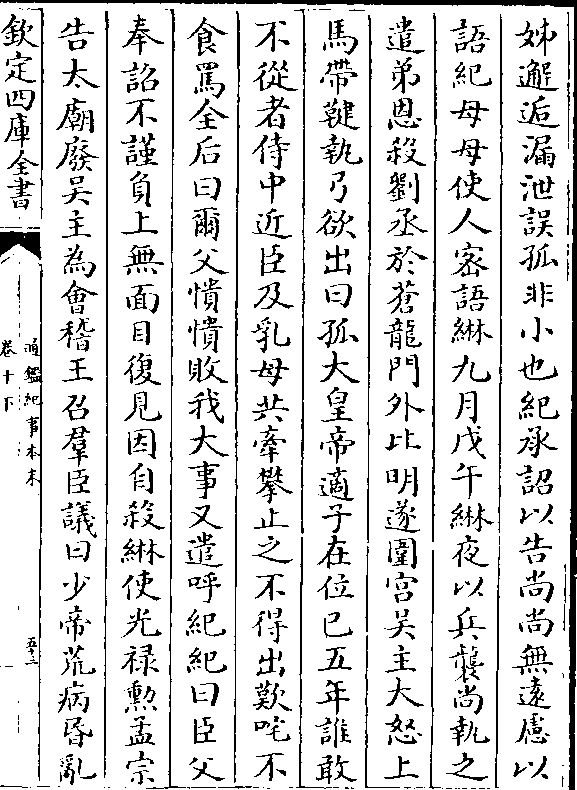 姊邂逅漏泄誤孤非小也紀承詔以告尚尚無遠慮以
語紀母母使人密語綝九月戊午綝夜以兵襲尚執之
遣弟恩殺劉丞於蒼龍門外比明遂圍宮吴主大怒上
馬帶鞬執弓欲出曰孤大皇帝適子在位已五年誰敢
不從者侍中近臣及乳母共牽攀止之不得出歎咤不
食罵全后曰爾父憒憒敗我大事又遣呼紀紀曰臣父
奉詔不謹負上無面目復見因自殺綝使光禄勲孟宗
告太廟廢吴主為會稽王召羣臣議曰少帝荒病昏亂
欽定四庫全書
通鑑紀事本末
卷十下
五十三